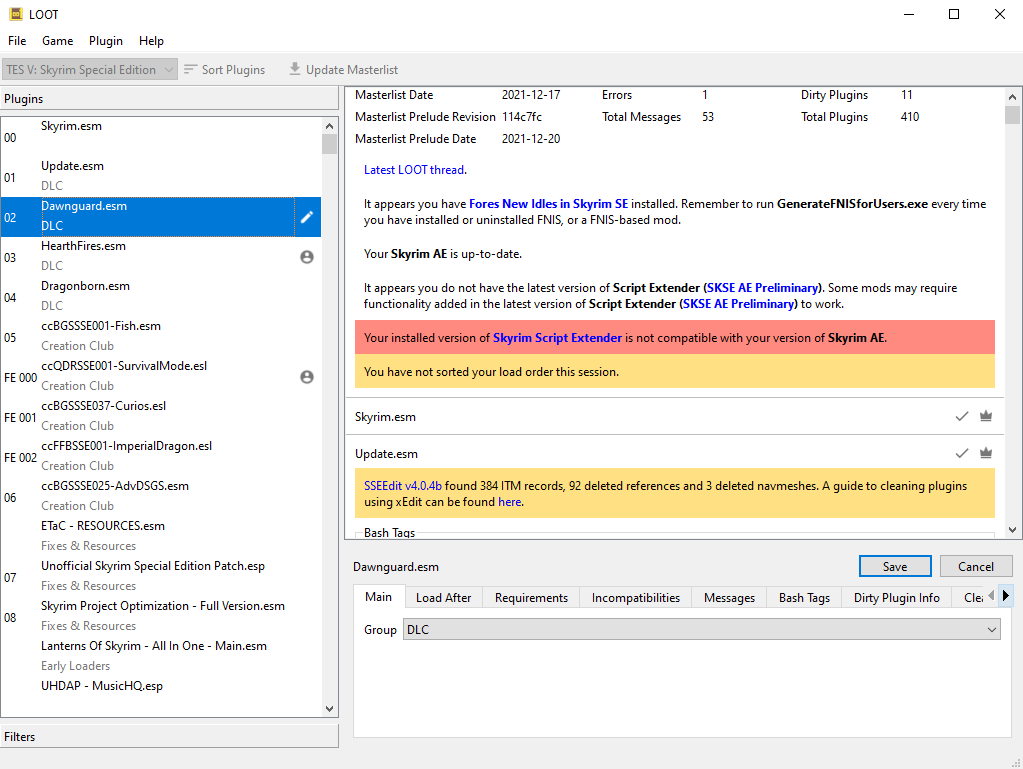 LOOT
File Game Plugin Help
TES V: Skyrim Special Edition Sort Plugins Update Masterlist
Plugins
00 Skyrim.esm
01 Update.esm
DLC
02 Dawnguard.esm
DLC
03 HearthFires.esm
DLC
04 Dragonborn.esm
DLC
05 ccBGSSSE001-Fish.esm
Creation Club
FE 000 ccQDRSSE001-SurvivalMode.esl
Creation Club
FE 001 ccBGSSSE037-Curios.esl
Creation Club
FE 002 ccFFBSSE001-ImperialDragon.esl
Creation Club
06 ccBGSSSE025-AdvDSGS.esm
Creation Club
ETaC - RESOURCES.esm
Fixes & Resources
07 Unofficial Skyrim Special Edition Patch.esp
Fixes & Resources
08 Skyrim Project Optimization - Full Version.esm
Fixes & Resources
Lanterns Of Skyrim - All In One - Main.esm
Early Loaders
UHDAP - MusicHQ.esp
Filters
Masterlist Date 2021-12-17 Errors 1 Dirty Plugins 11
Masterlist Prelude Revision 114c7fc Total Messages 53 Total Plugins 410
Masterlist Prelude Date 2021-12-20
Latest LOOT thread.
It appears you have Fores New Idles in Skyrim SE installed. Remember to run GenerateFNISforUsers.exe every time
you have installed or uninstalled FNIS, or a FNIS-based mod.
Your Skyrim AE is up-to-date.
It appears you do not have the latest version of Script Extender (SKSE AE Preliminary). Some mods may require
functionality added in the latest version of Script Extender (SKSE AE Preliminary) to work.
Your installed version of Skyrim Script Extender is not compatible with your version of Skyrim AE.
You have not sorted your load order this session.
Skyrim.esm
Update.esm
SSEEdit v4.0.4b found 384 ITM records, 92 deleted references and 3 deleted navmeshes. A guide to cleaning plugins
using xEdit can be found here.
Bash Tags
Dawnguard.esm Save Cancel
Main Load After Requirements Incompatibilities Messages Bash Tags Dirty Plugin Info
Group DLC